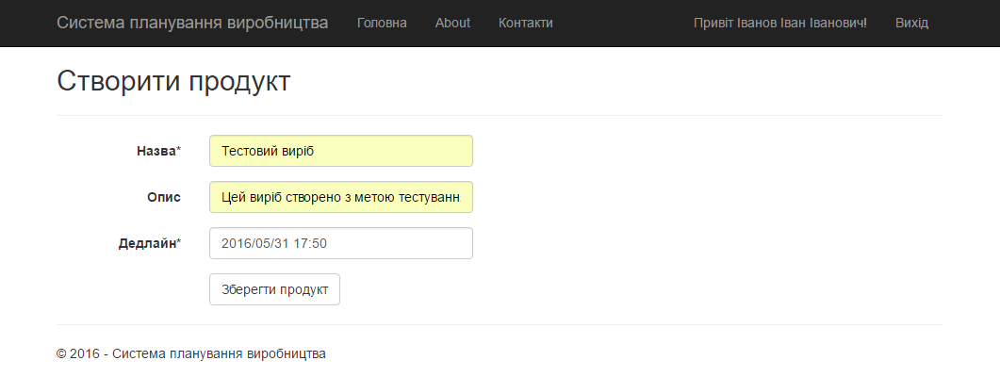 Система планування виробництва Головна About Контакти Привіт Іванов Іван Іванович! Вихід
Створити продукт
Назва* Тестовий виріб
Опис Цей виріб створено з метою тестуванн
Дедлайн* 2016/05/31 17:50
Зберегти продукт
© 2016 - Система планування виробництва